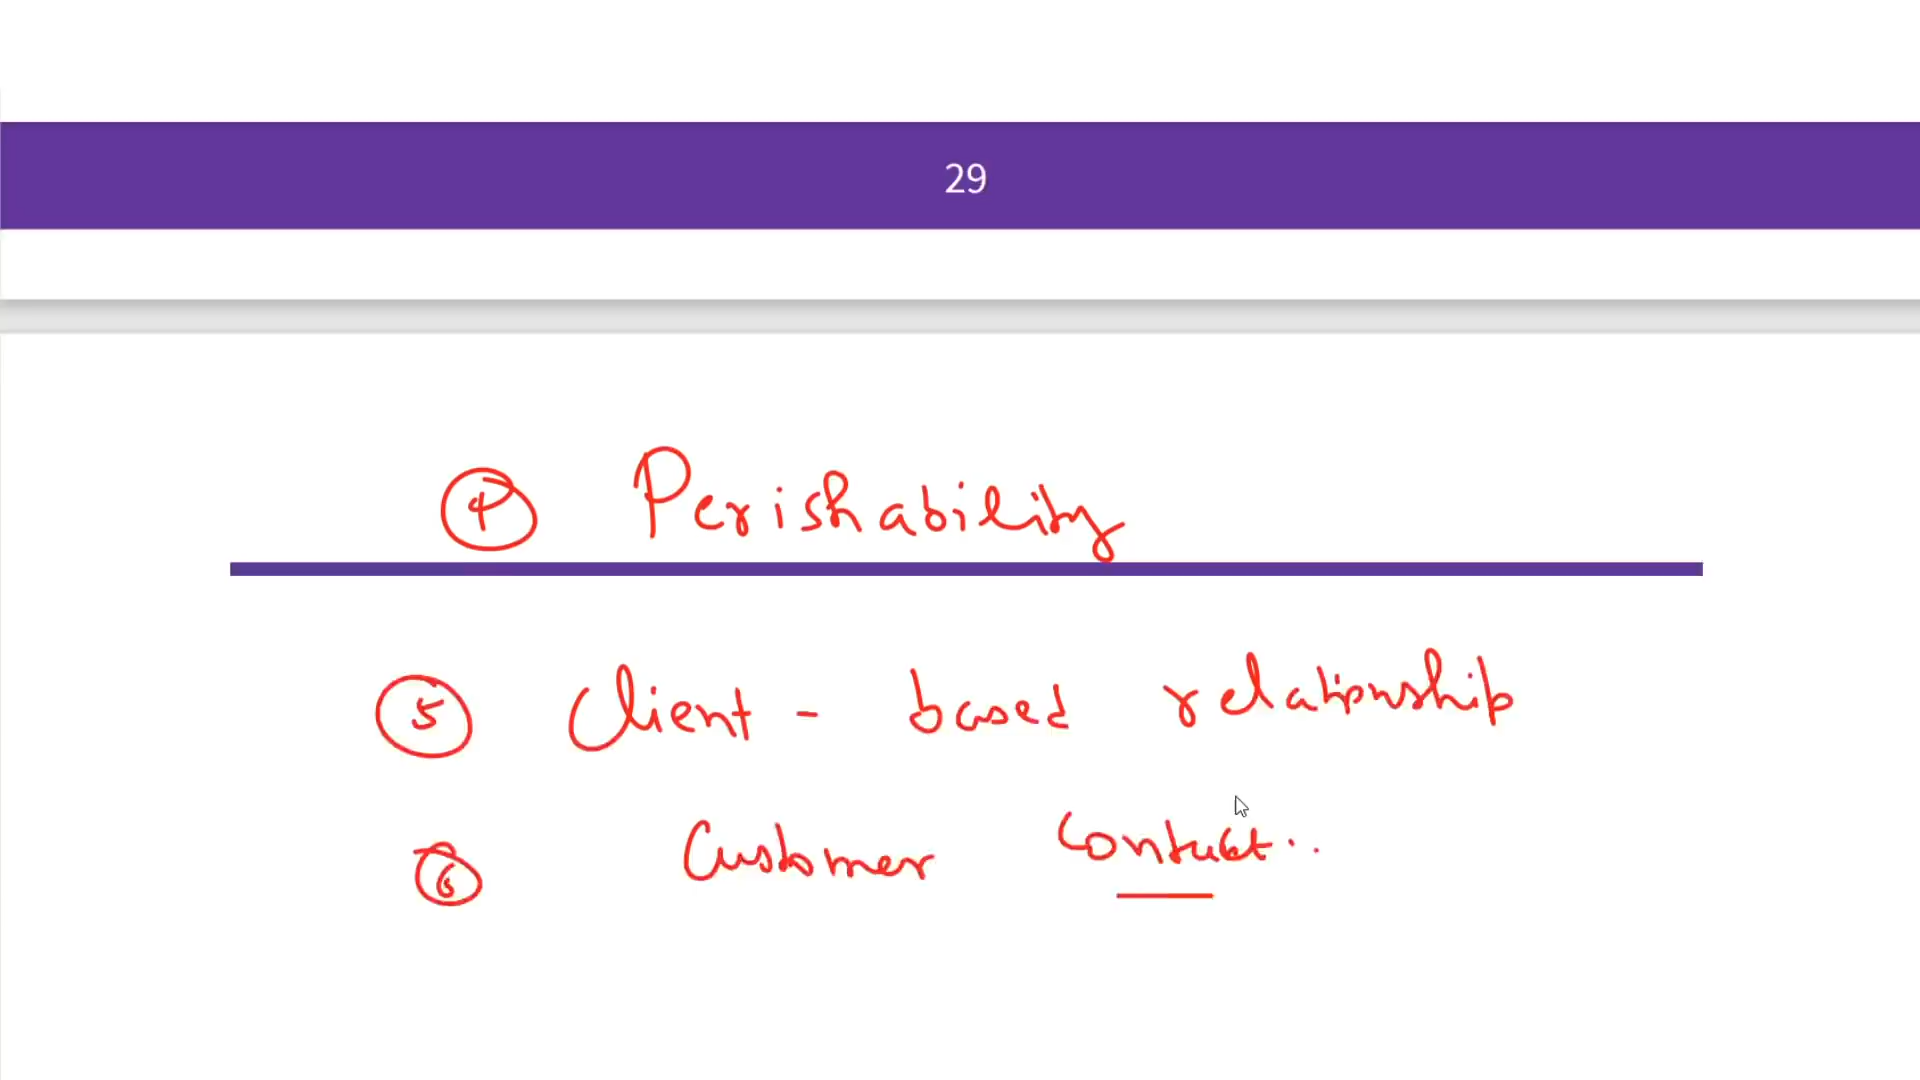 29
4 Perishability
5 Client - based relationship
6 Customer Contact..